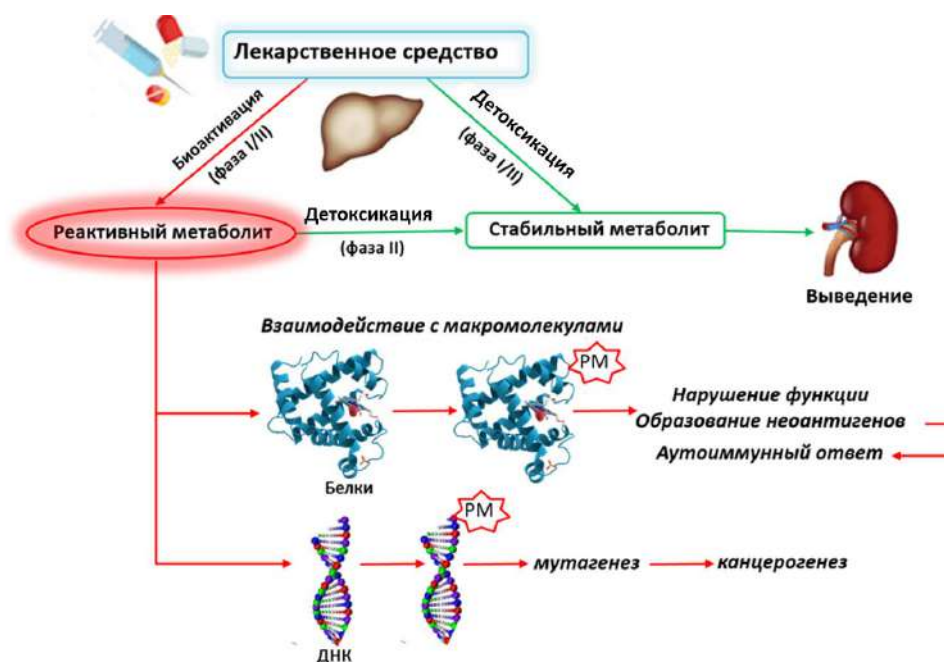 Лекарственное средство
Биоактивация
(фаза I/II)
Детоксикация
(фаза I/II)
Реактивный метаболит
Детоксикация
(фаза II)
Стабильный метаболит
Выведение
Взаимодействие с макромолекулами
РМ
Белки
Нарушение функции
Образование неоантигенов
Аутоиммунный ответ
РМ
ДНК
мутагенез
канцерогенез